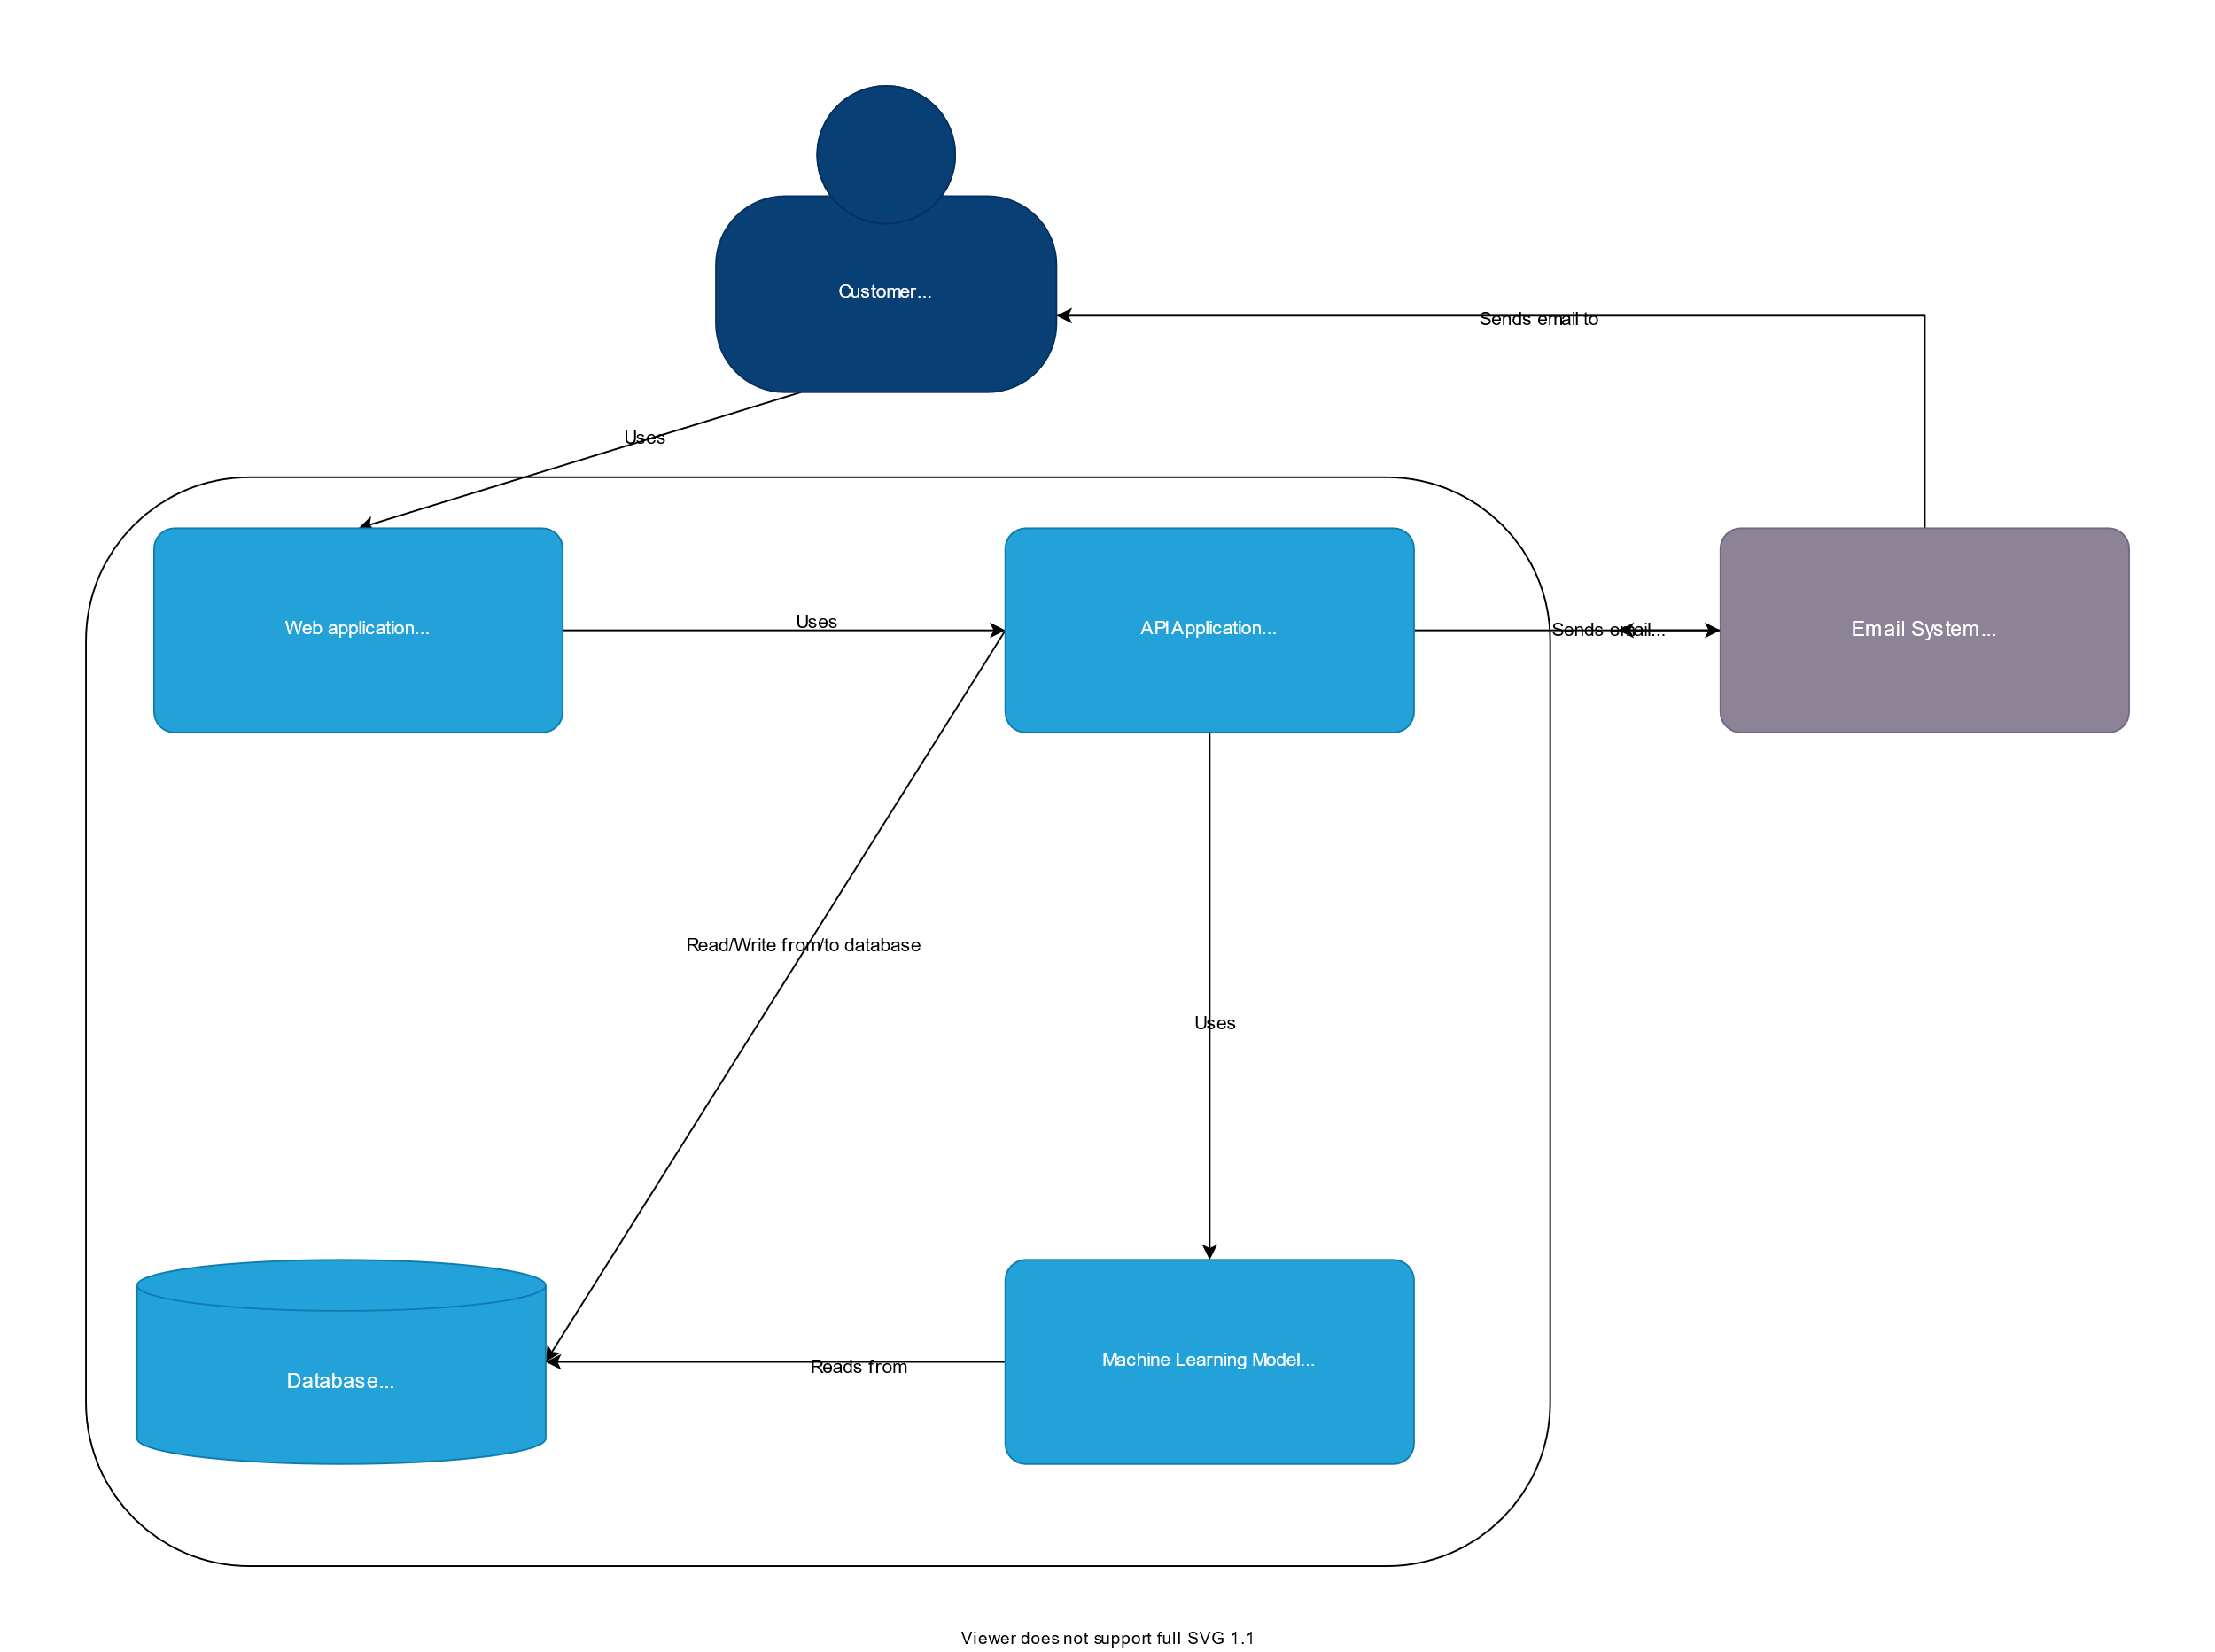 Customer...
Sends email to
Uses
Web application...
Uses
API Application...
Sends email...
Email System...
Read/Write from/to database
Uses
Database...
Reads from
Machine Learning Model...
Viewer does not support full SVG 1.1